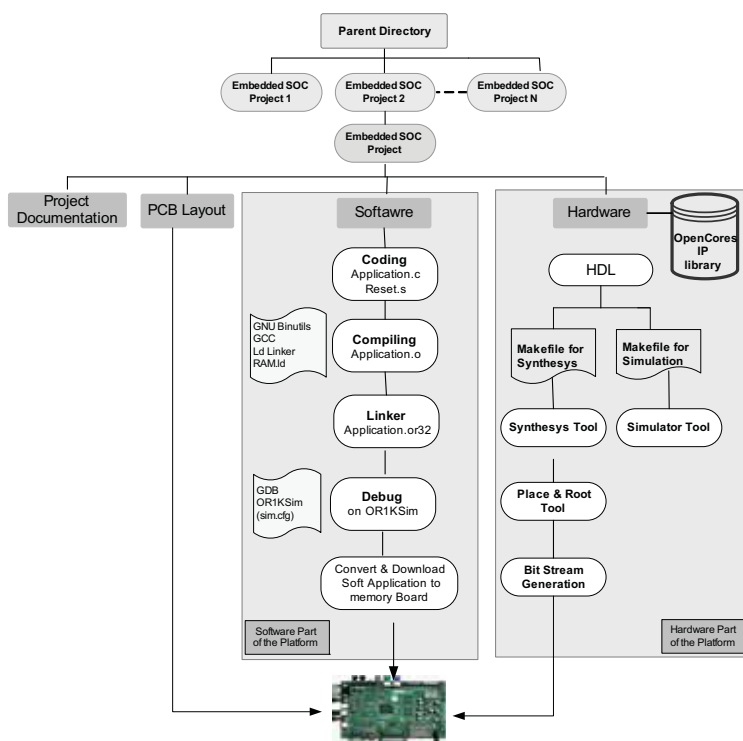 Parent Directory
Embedded SOC
Project 1
Embedded SOC
Project 2
Embedded SOC
Project N
Embedded SOC
Project
Project
Documentation
PCB Layout
Softawre
Hardware
OpenCores
IP
library
Coding
Application.c
Reset.s
HDL
GNU Binutils
GCC
Ld Linker
RAM.ld
Compiling
Application.o
Makefile for
Synthesys
Makefile for
Simulation
Linker
Application.or32
Synthesys Tool
Simulator Tool
GDB
OR1KSim
(sim.cfg)
Debug
on OR1KSim
Place & Root
Tool
Convert & Download
Soft Application to
memory Board
Bit Stream
Generation
Software Part
of the Platform
Hardware Part
of the Platform